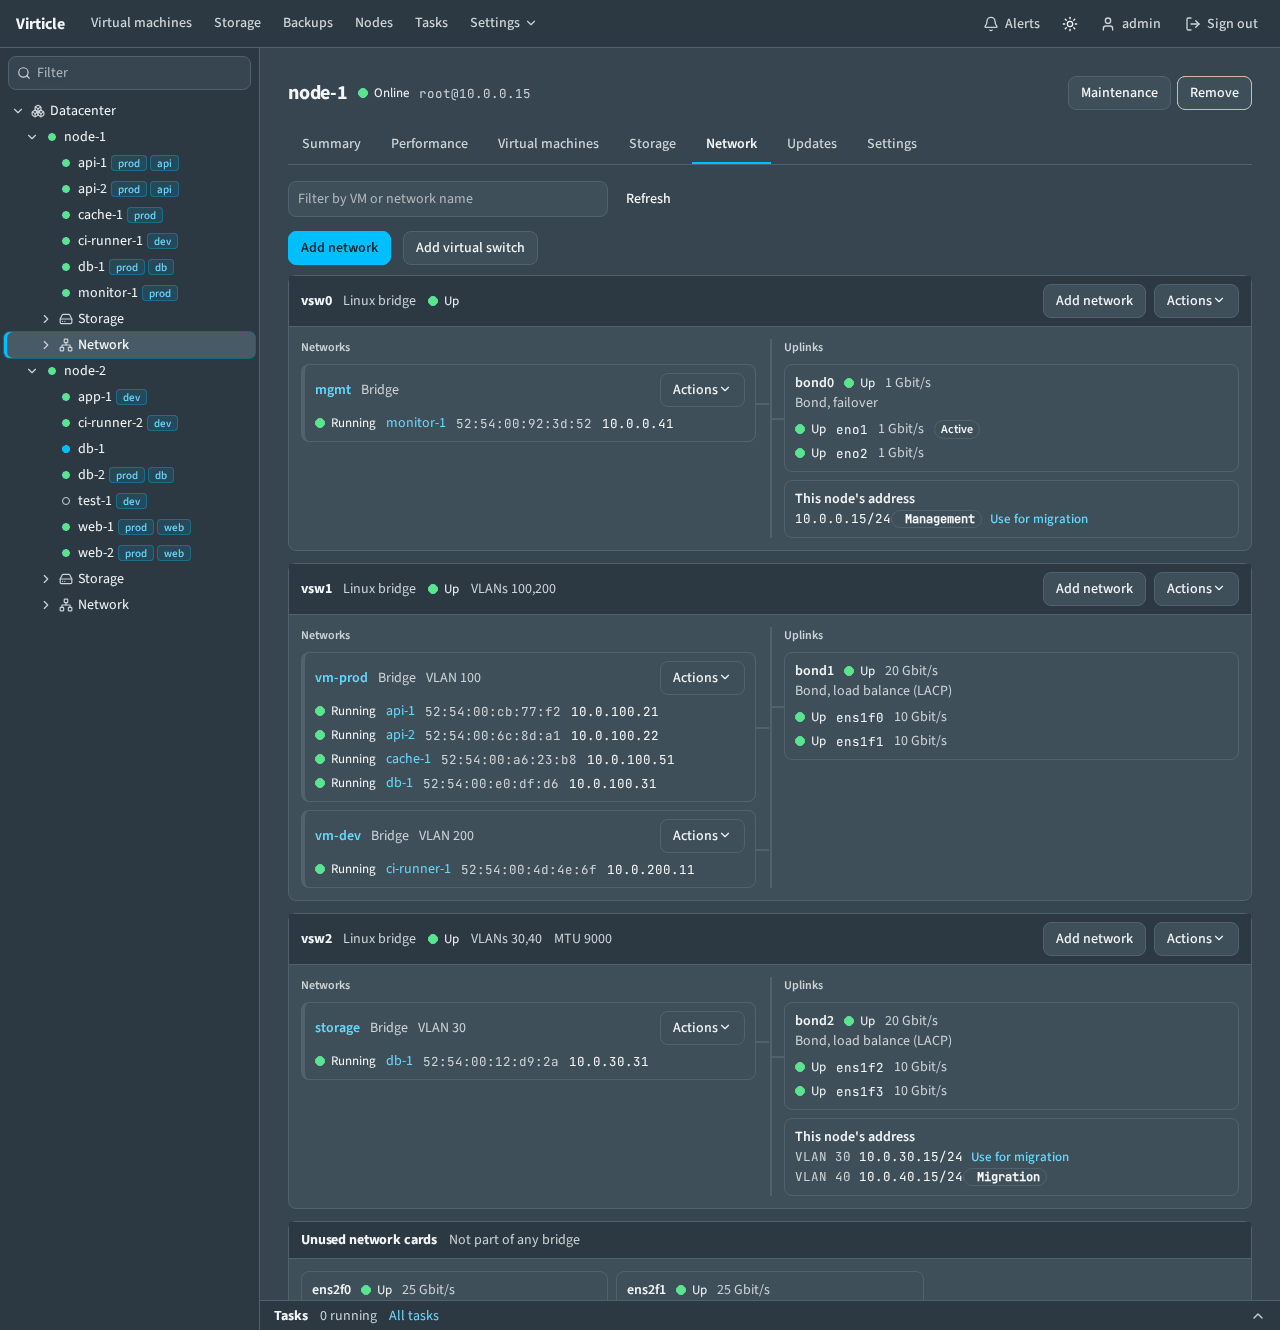 Virticle Virtual machines Storage Backups Nodes Tasks Settings Alerts admin Sign out
Filter
Datacenter
node-1
api-1 prod api
api-2 prod api
cache-1 prod
ci-runner-1 dev
db-1 prod db
monitor-1 prod
Storage
Network
node-2
app-1 dev
ci-runner-2 dev
db-1
db-2 prod db
test-1 dev
web-1 prod web
web-2 prod web
Storage
Network
node-1 Online root@10.0.0.15 Maintenance Remove
Summary Performance Virtual machines Storage Network Updates Settings
Filter by VM or network name Refresh
Add network Add virtual switch
vsw0 Linux bridge Up Add network Actions
Networks
mgmt Bridge Actions
Running monitor-1 52:54:00:92:3d:52 10.0.0.41
Uplinks
bond0 Up 1 Gbit/s
Bond, failover
Up eno1 1 Gbit/s Active
Up eno2 1 Gbit/s
This node's address
10.0.0.15/24 Management Use for migration
vsw1 Linux bridge Up VLANs 100,200 Add network Actions
Networks
vm-prod Bridge VLAN 100 Actions
Running api-1 52:54:00:cb:77:f2 10.0.100.21
Running api-2 52:54:00:6c:8d:a1 10.0.100.22
Running cache-1 52:54:00:a6:23:b8 10.0.100.51
Running db-1 52:54:00:e0:df:d6 10.0.100.31
vm-dev Bridge VLAN 200 Actions
Running ci-runner-1 52:54:00:4d:4e:6f 10.0.200.11
Uplinks
bond1 Up 20 Gbit/s
Bond, load balance (LACP)
Up ens1f0 10 Gbit/s
Up ens1f1 10 Gbit/s
vsw2 Linux bridge Up VLANs 30,40 MTU 9000 Add network Actions
Networks
storage Bridge VLAN 30 Actions
Running db-1 52:54:00:12:d9:2a 10.0.30.31
Uplinks
bond2 Up 20 Gbit/s
Bond, load balance (LACP)
Up ens1f2 10 Gbit/s
Up ens1f3 10 Gbit/s
This node's address
VLAN 30 10.0.30.15/24 Use for migration
VLAN 40 10.0.40.15/24 Migration
Unused network cards Not part of any bridge
ens2f0 Up 25 Gbit/s
ens2f1 Up 25 Gbit/s
Tasks 0 running All tasks